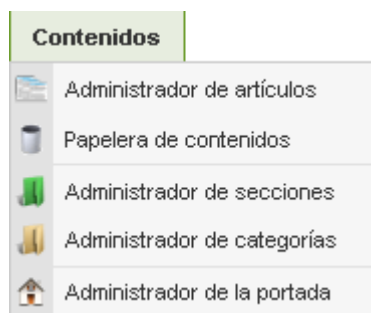 Contenidos
Administrador de artículos
Papelera de contenidos
Administrador de secciones
Administrador de categorías
Administrador de la portada